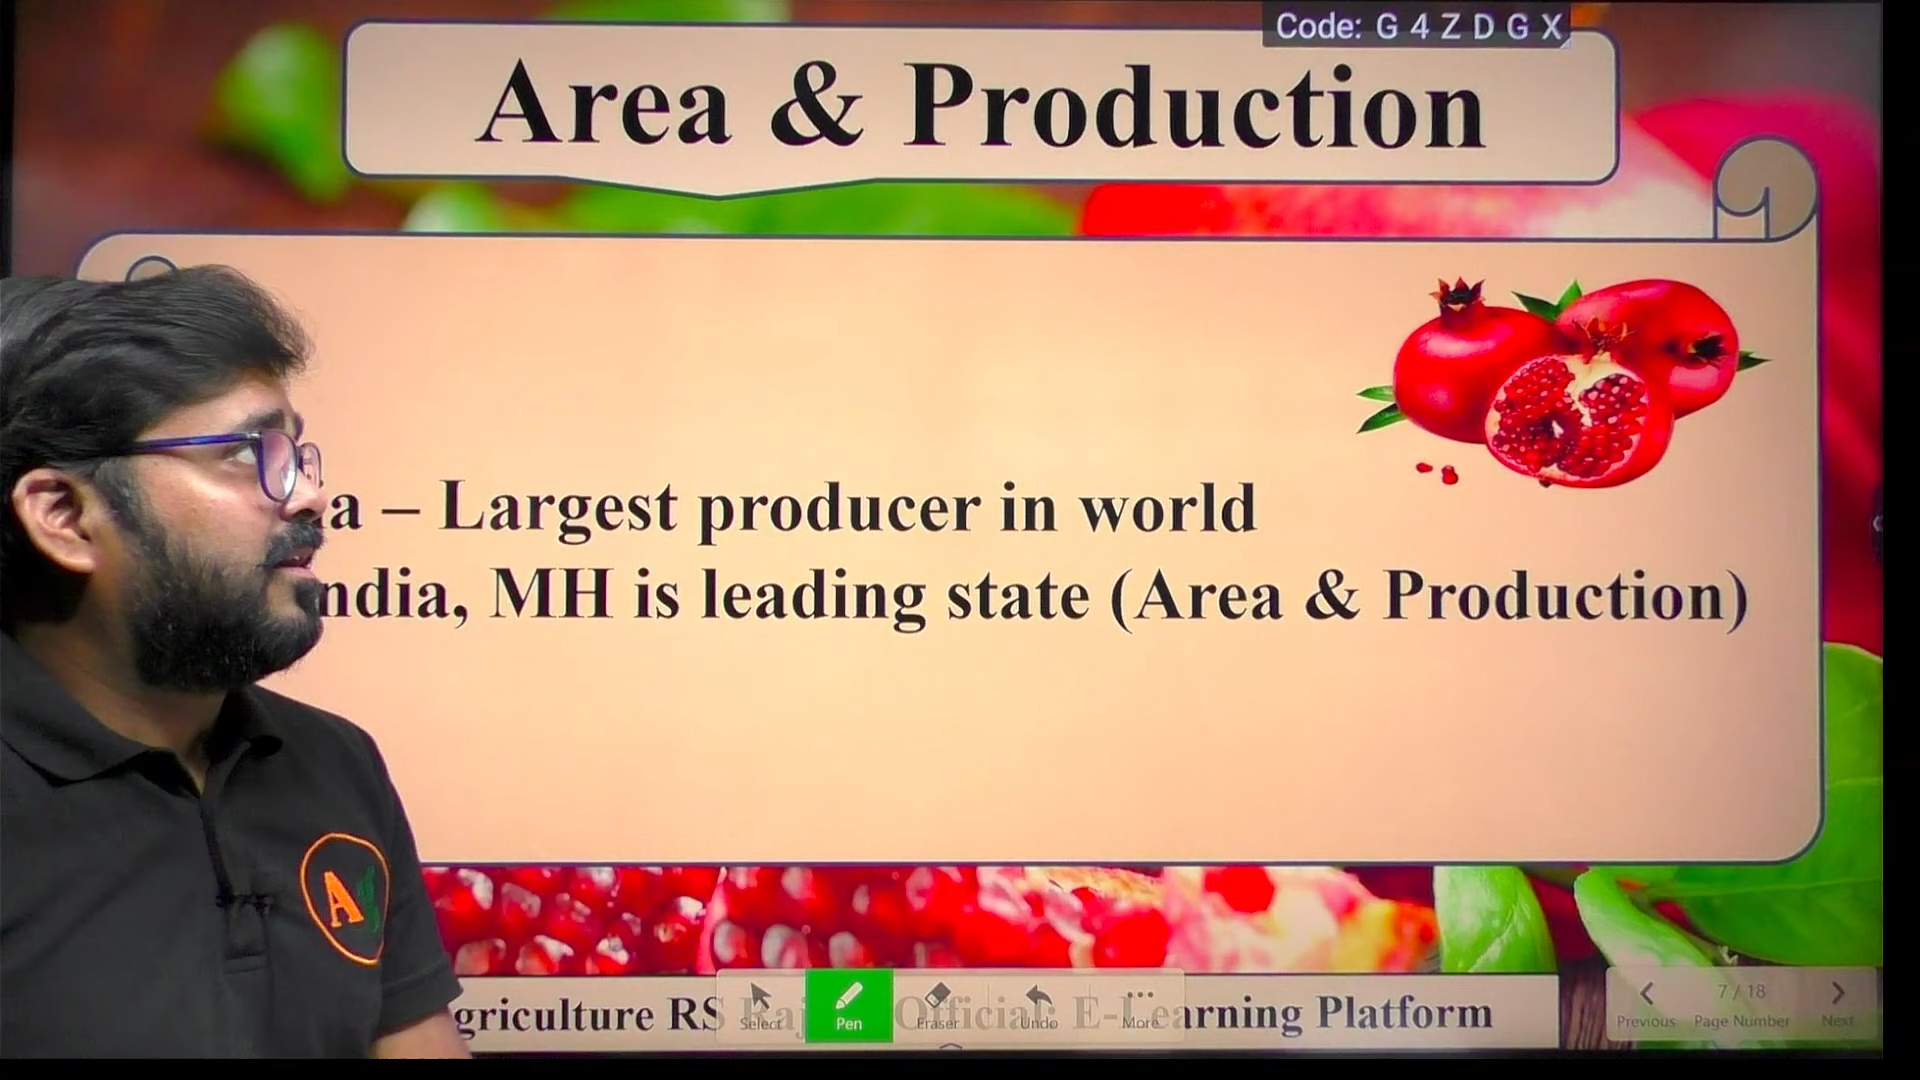 Code: G 4 Z D G X
Area & Production
a – Largest producer in world
ndia, MH is leading state (Area & Production)
A
griculture RS Official: E-Learning Platform
Select
Pen
Eraser
Undo
More
7 / 18
Previous
Page Number
Next